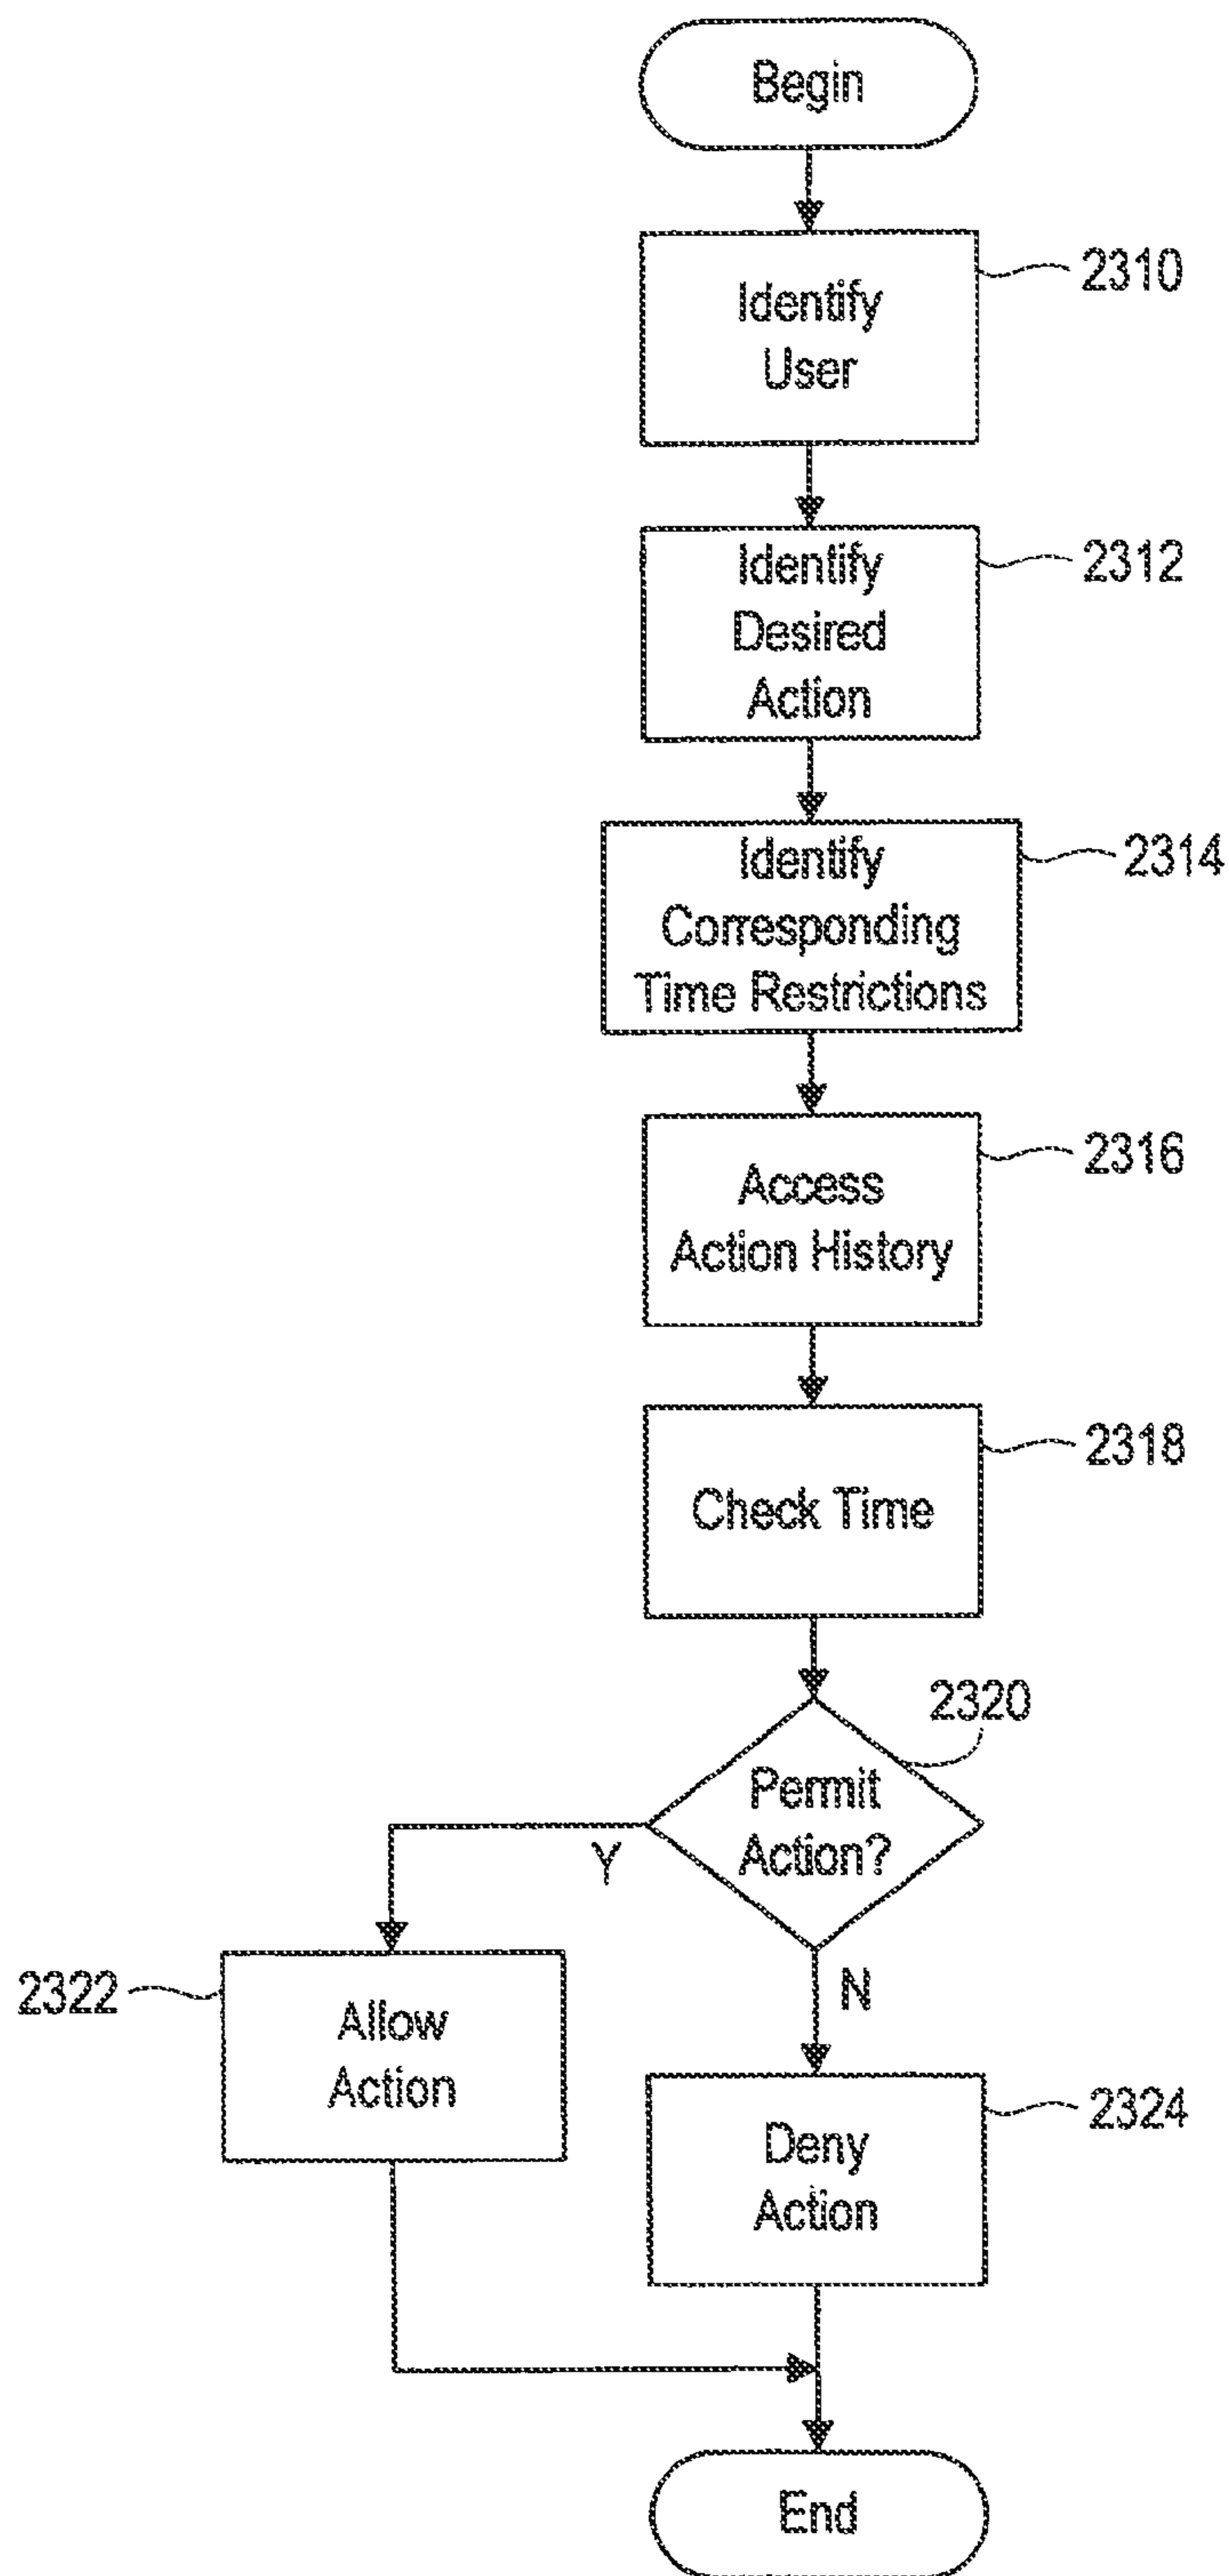 Begin
2310
Identify
User
2312
Identify
Desired
Action
2314
Identify
Corresponding
Time Restrictions
2316
Access
Action History
2318
Check Time
2320
Permit
Action?
Y
N
2322
Allow
Action
2324
Deny
Action
End